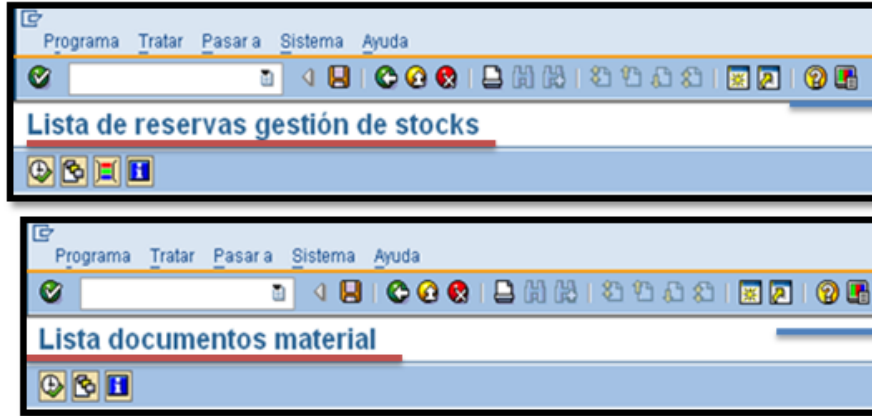 Programa Tratar Pasar a Sistema Ayuda
Lista de reservas gestión de stocks
Programa Tratar Pasar a Sistema Ayuda
Lista documentos material